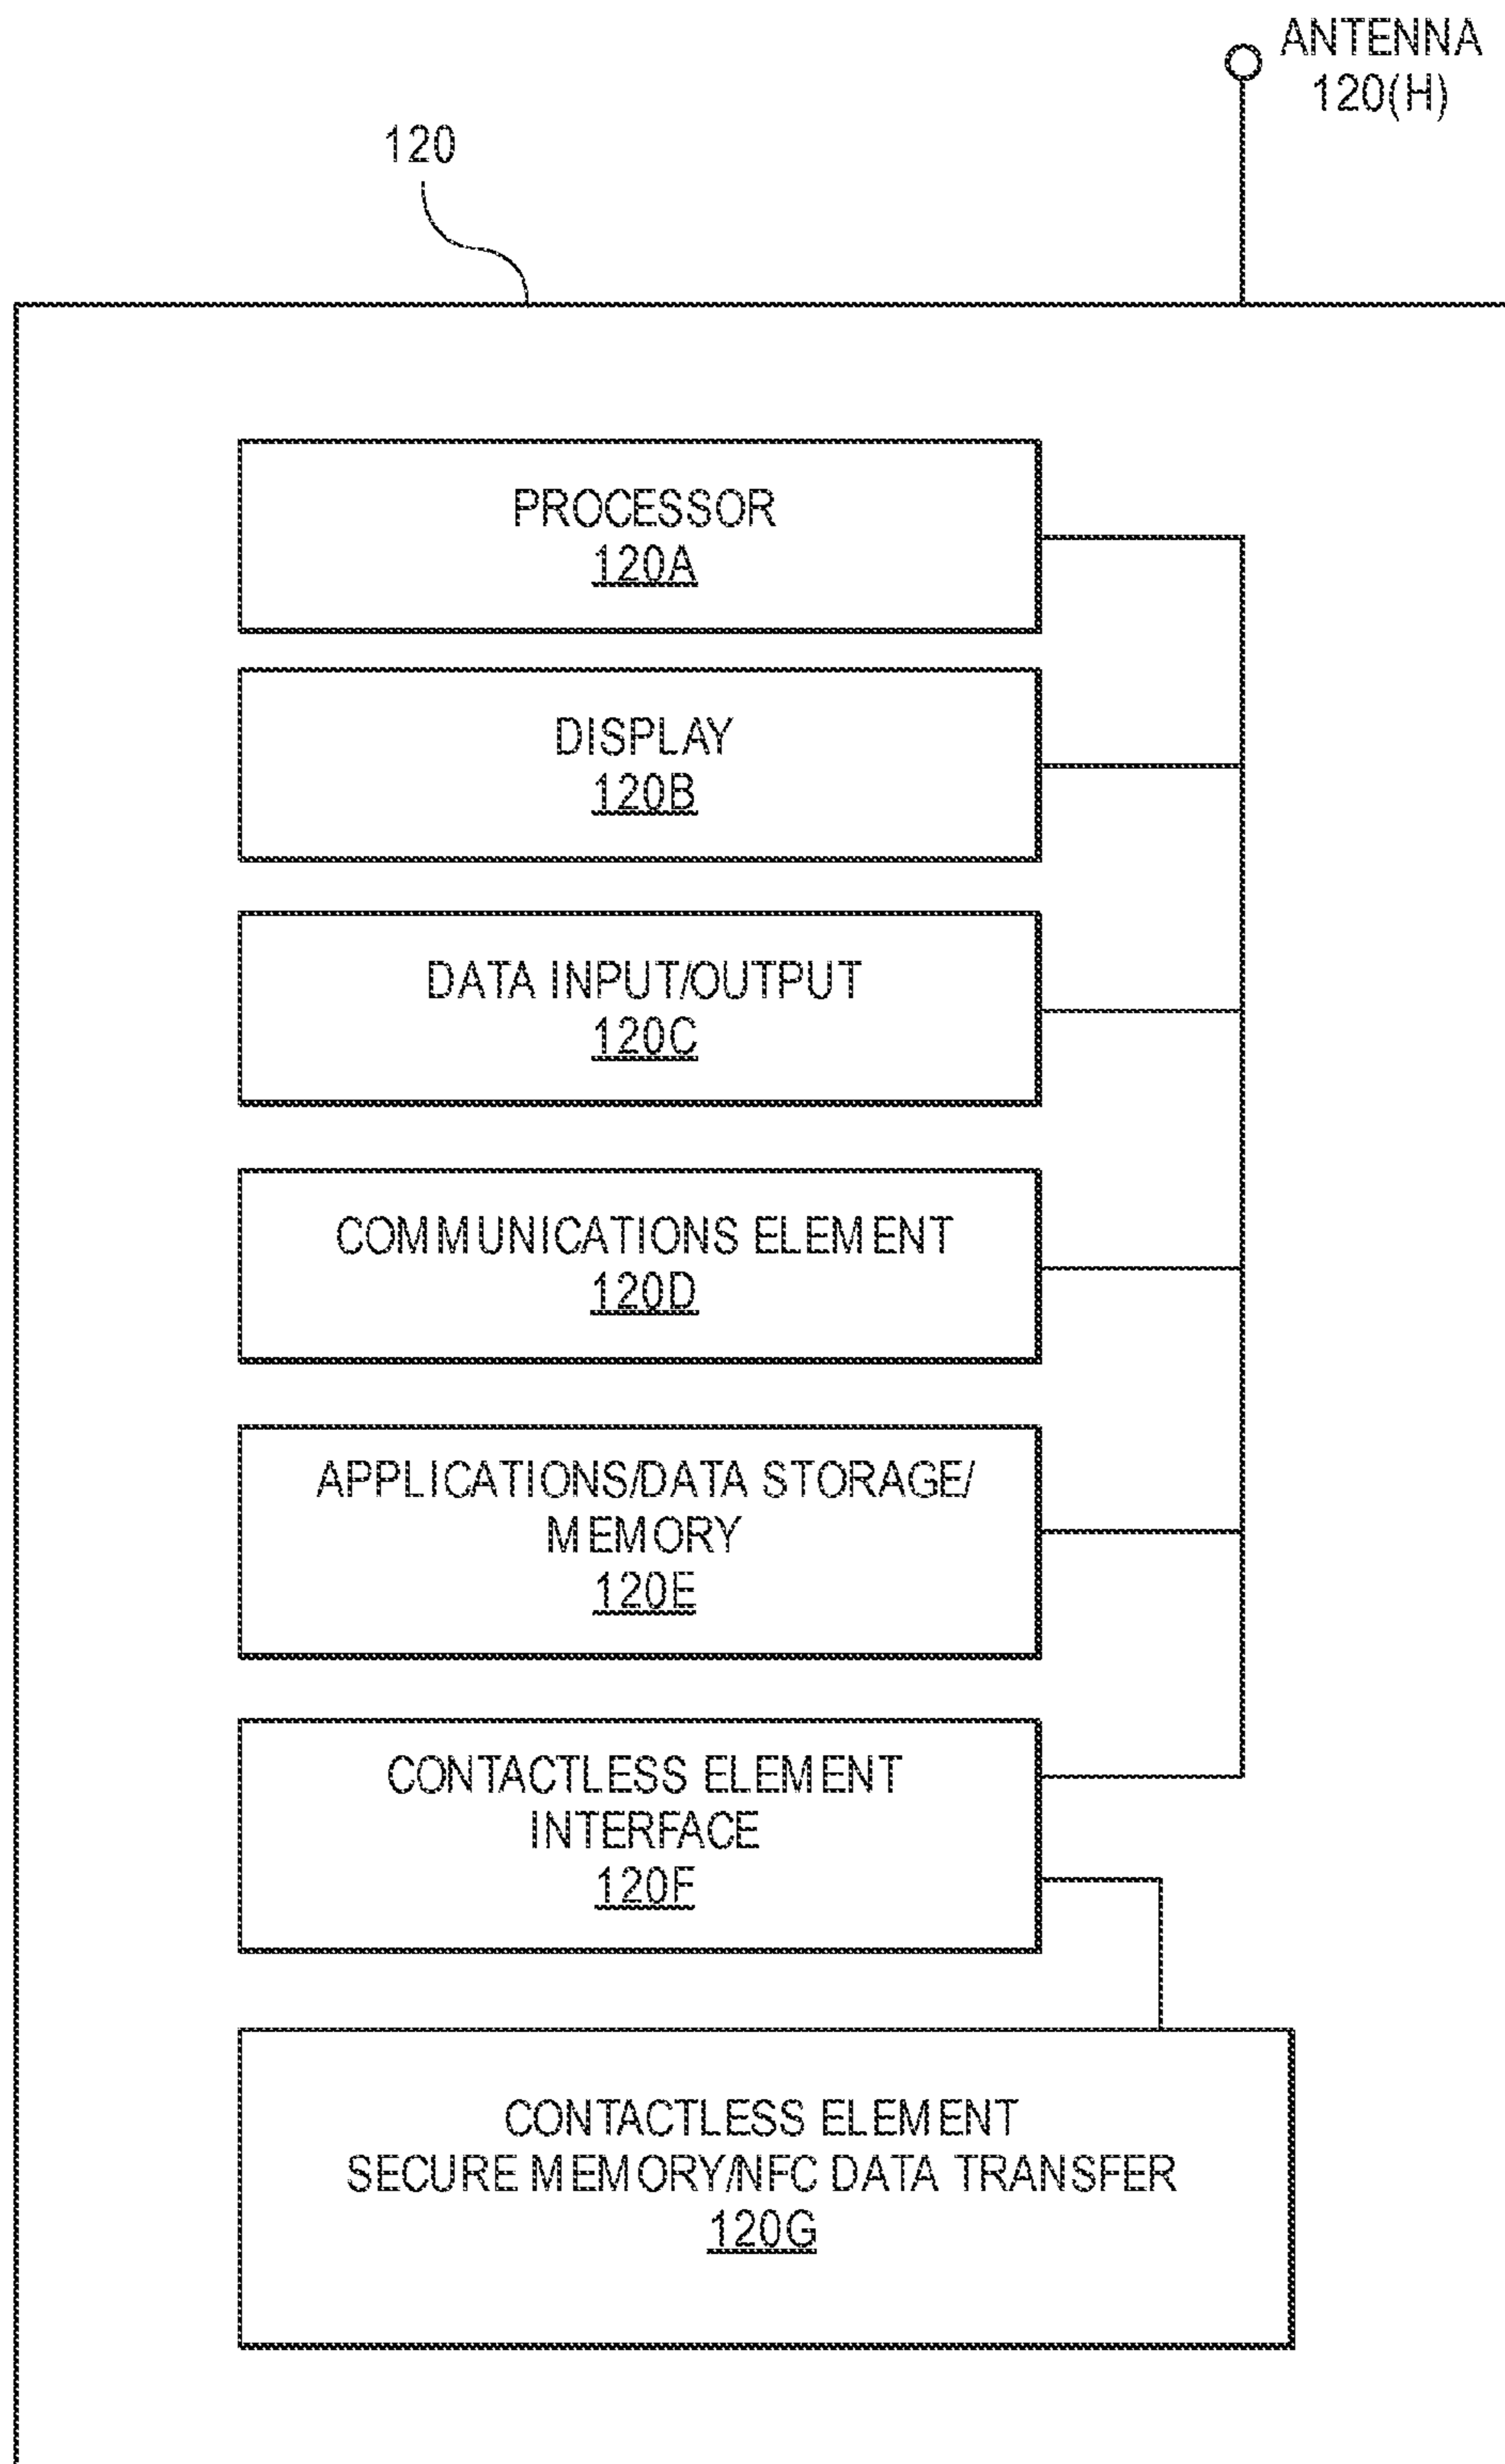 ANTENNA
120(H)
120
PROCESSOR
120A
DISPLAY
120B
DATA INPUT/OUTPUT
120C
COMMUNICATIONS ELEMENT
120D
APPLICATIONS/DATA STORAGE/
MEMORY
120E
CONTACTLESS ELEMENT
INTERFACE
120F
CONTACTLESS ELEMENT
SECURE MEMORY/NFC DATA TRANSFER
120G